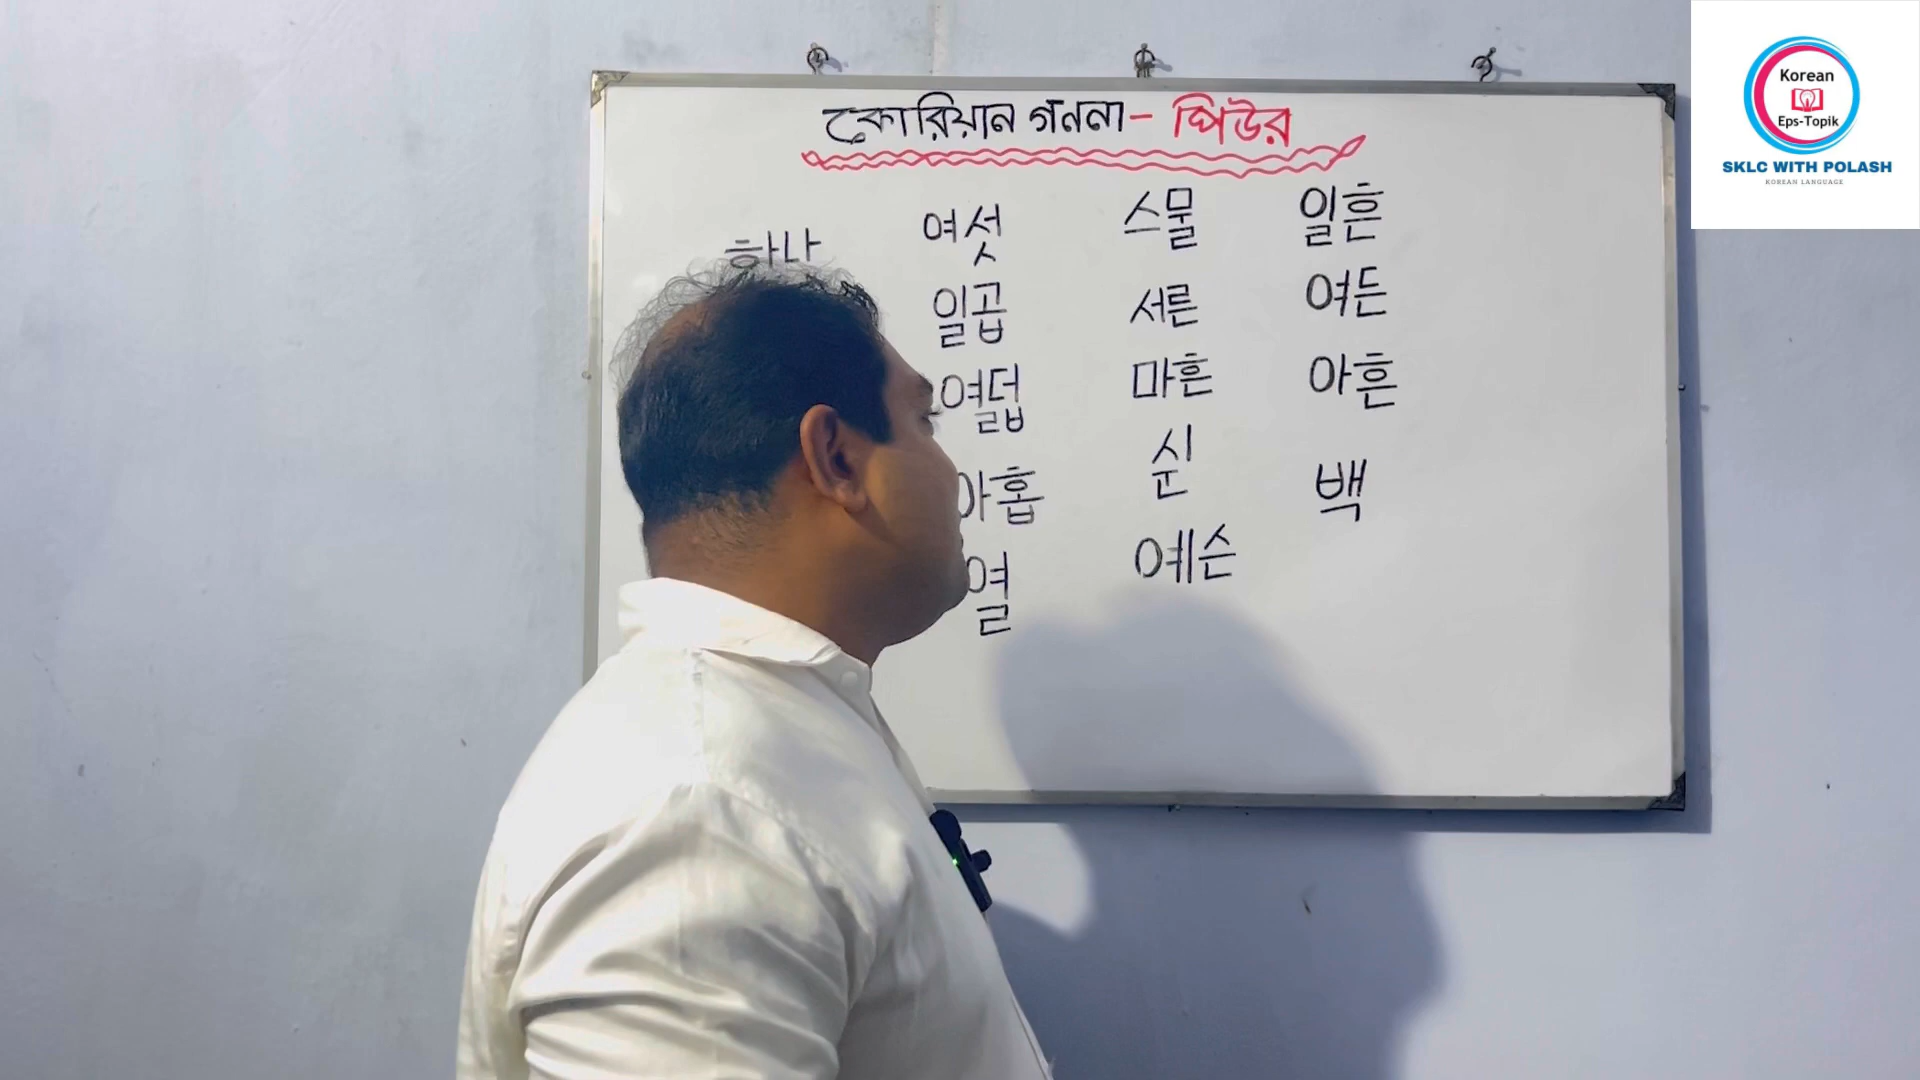 কোরিয়ান গননা- পিউর
하나
여섯
일곱
여덟
아홉
열
스물
서른
마흔
쉰
예슨
일흔
여든
아흔
백
Korean
Eps-Topik
SKLC WITH POLASH
KOREAN LANGUAGE